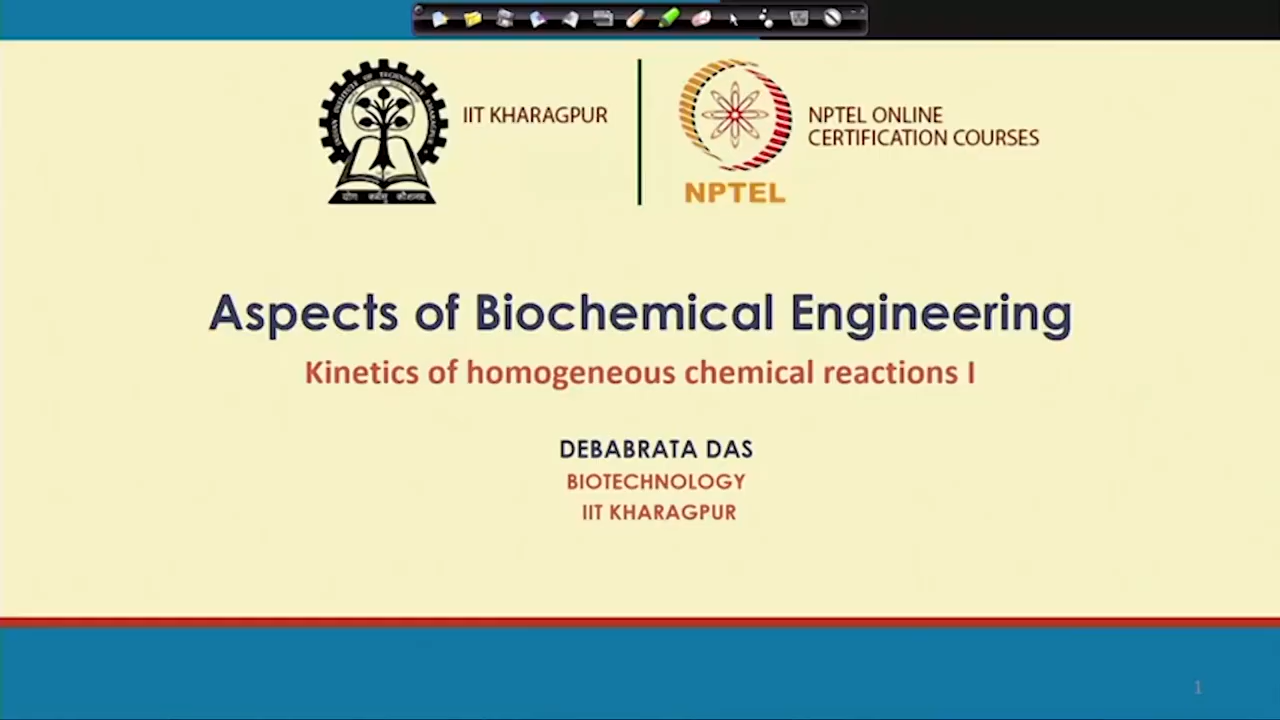 IIT KHARAGPUR
NPTEL ONLINE
CERTIFICATION COURSES
NPTEL
Aspects of Biochemical Engineering
Kinetics of homogeneous chemical reactions I
DEBABRATA DAS
BIOTECHNOLOGY
IIT KHARAGPUR
1